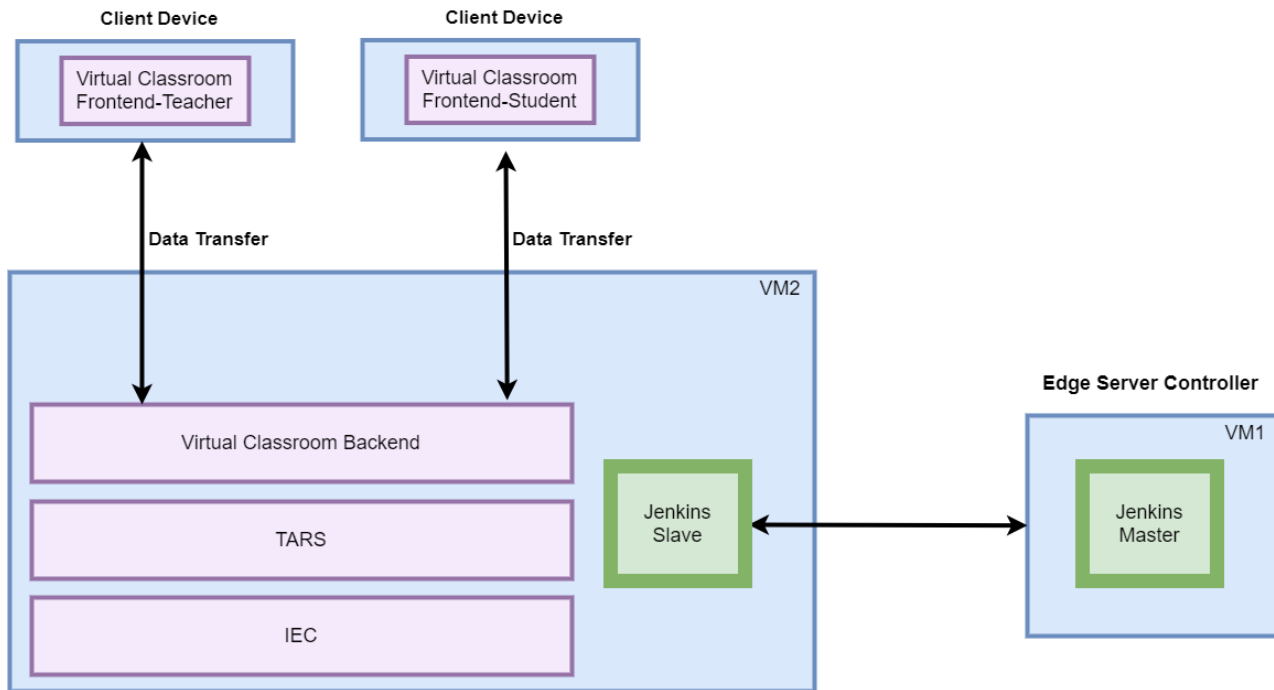 Client Device
Client Device
Virtual Classroom
Frontend-Teacher
Virtual Classroom
Frontend-Student
Data Transfer
Data Transfer
VM2
Edge Server Controller
VM1
Virtual Classroom Backend
Jenkins
Slave
Jenkins
Master
TARS
IEC